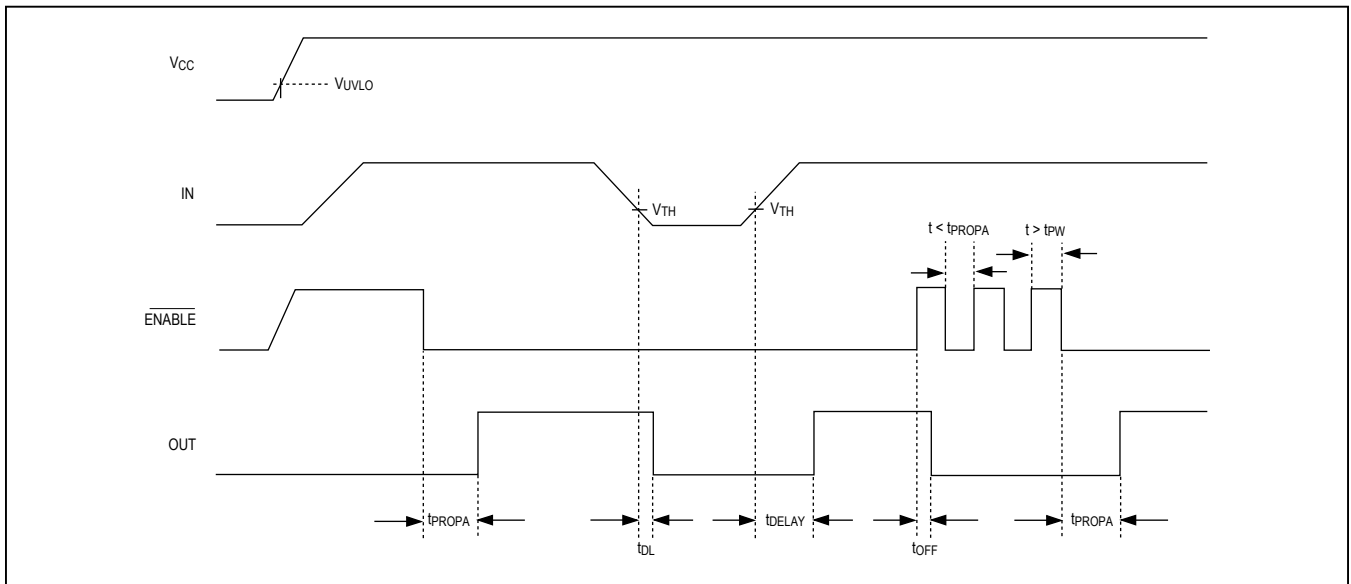 VCC
VUVLO
IN
VTH
VTH
t < tPROPA
t > tPW
ENABLE
OUT
tPROPA
tDL
tDELAY
tOFF
tPROPA